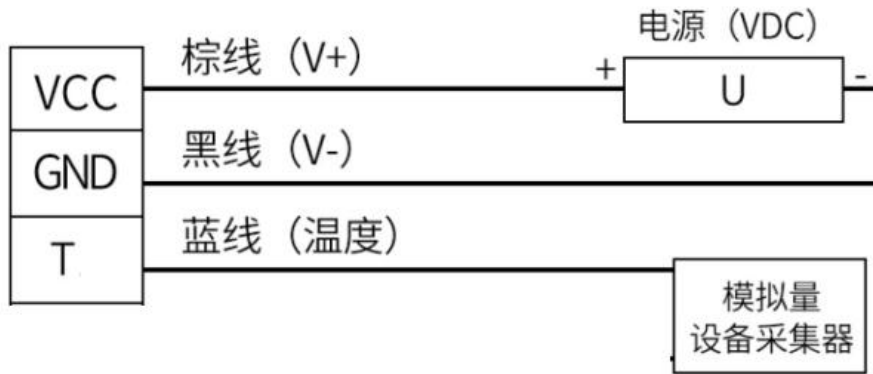 电源（VDC）
棕线（V+）
+
-
VCC
U
黑线（V-）
GND
蓝线（温度）
T
模拟量
设备采集器